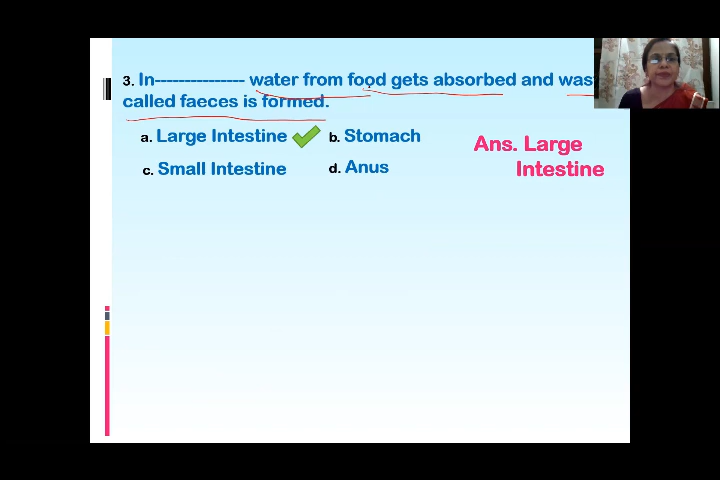 3. In--------------- water from food gets absorbed and was
called faeces is formed.
a. Large Intestine
b. Stomach
c. Small Intestine
d. Anus
Ans. Large
Intestine